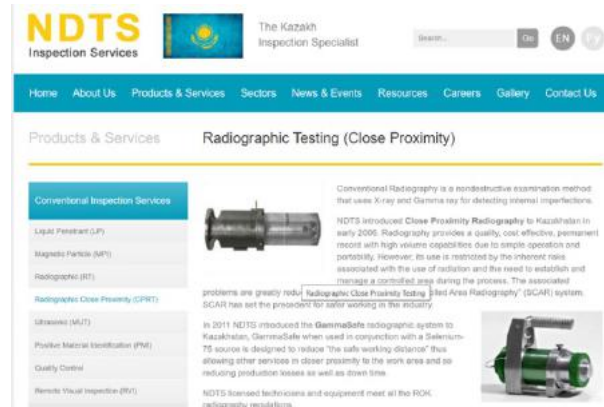 NDTS
Inspection Services
The Kazakh
Inspection Specialist
Search...
Go
EN
Ру
Home About Us Products & Services Sectors News & Events Resources Careers Gallery Contact Us
Products & Services
Radiographic Testing (Close Proximity)
Conventional Inspection Services
Liquid Penetrant (LP)
Magnetic Particle (MPI)
Radiographic (RT)
Radiographic Close Proximity (CPRT)
Ultrasound (MUT)
Positive Material Identification (PMI)
Quality Control
Remote Visual Inspection (RVI)
Conventional Radiography is a nondestructive examination method
that uses X-ray and Gamma ray for detecting internal imperfections.
NDTS introduced Close Proximity Radiography to Kazakhstan in
early 2006. Radiography provides a quality, cost effective, permanent
record with high volume capabilities due to simple operation and
portability. However, its use is restricted by the inherent risks
associated with the use of radiation and the need to establish and
manage a controlled area during the process. The associated
problems are greatly redu
Radiographic Close Proximity Testing
lled Area Radiography" (SCAR) system.
SCAR has set the precedent for safer working in the industry.
In 2011 NDTS introduced the GammaSafe radiographic system to
Kazakhstan, GammaSafe when used in conjunction with a Selenium-
75 source is designed to reduce "the safe working distance" thus
allowing other services in closer proximity to the work area and so
reducing production losses as well as down time.
NDTS licensed technicians and equipment meet all the ROK
radiography regulations